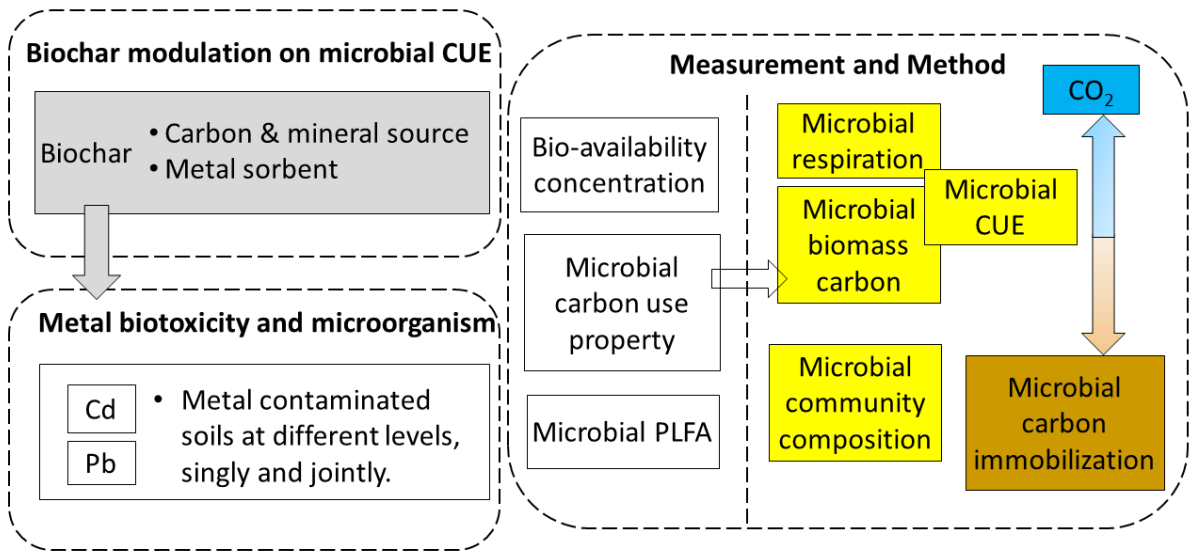 Biochar modulation on microbial CUE
Biochar
• Carbon & mineral source
• Metal sorbent
Metal biotoxicity and microorganism
Cd
Pb
• Metal contaminated
soils at different levels,
singly and jointly.
Measurement and Method
Bio-availability
concentration
Microbial
carbon use
property
Microbial PLFA
Microbial
respiration
Microbial
biomass
carbon
Microbial
CUE
Microbial
community
composition
CO₂
Microbial
carbon
immobilization